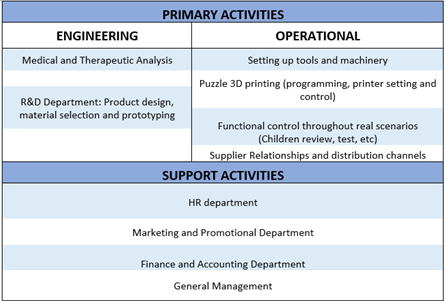 PRIMARY ACTIVITIES
ENGINEERING
OPERATIONAL
Medical and Therapeutic Analysis
Setting up tools and machinery
Puzzle 3D printing (programming, printer setting and
control)
R&D Department: Product design,
material selection and prototyping
Functional control throughout real scenarios
(Children review, test, etc)
Supplier Relationships and distribution channels
SUPPORT ACTIVITIES
HR department
Marketing and Promotional Department
Finance and Accounting Department
General Management